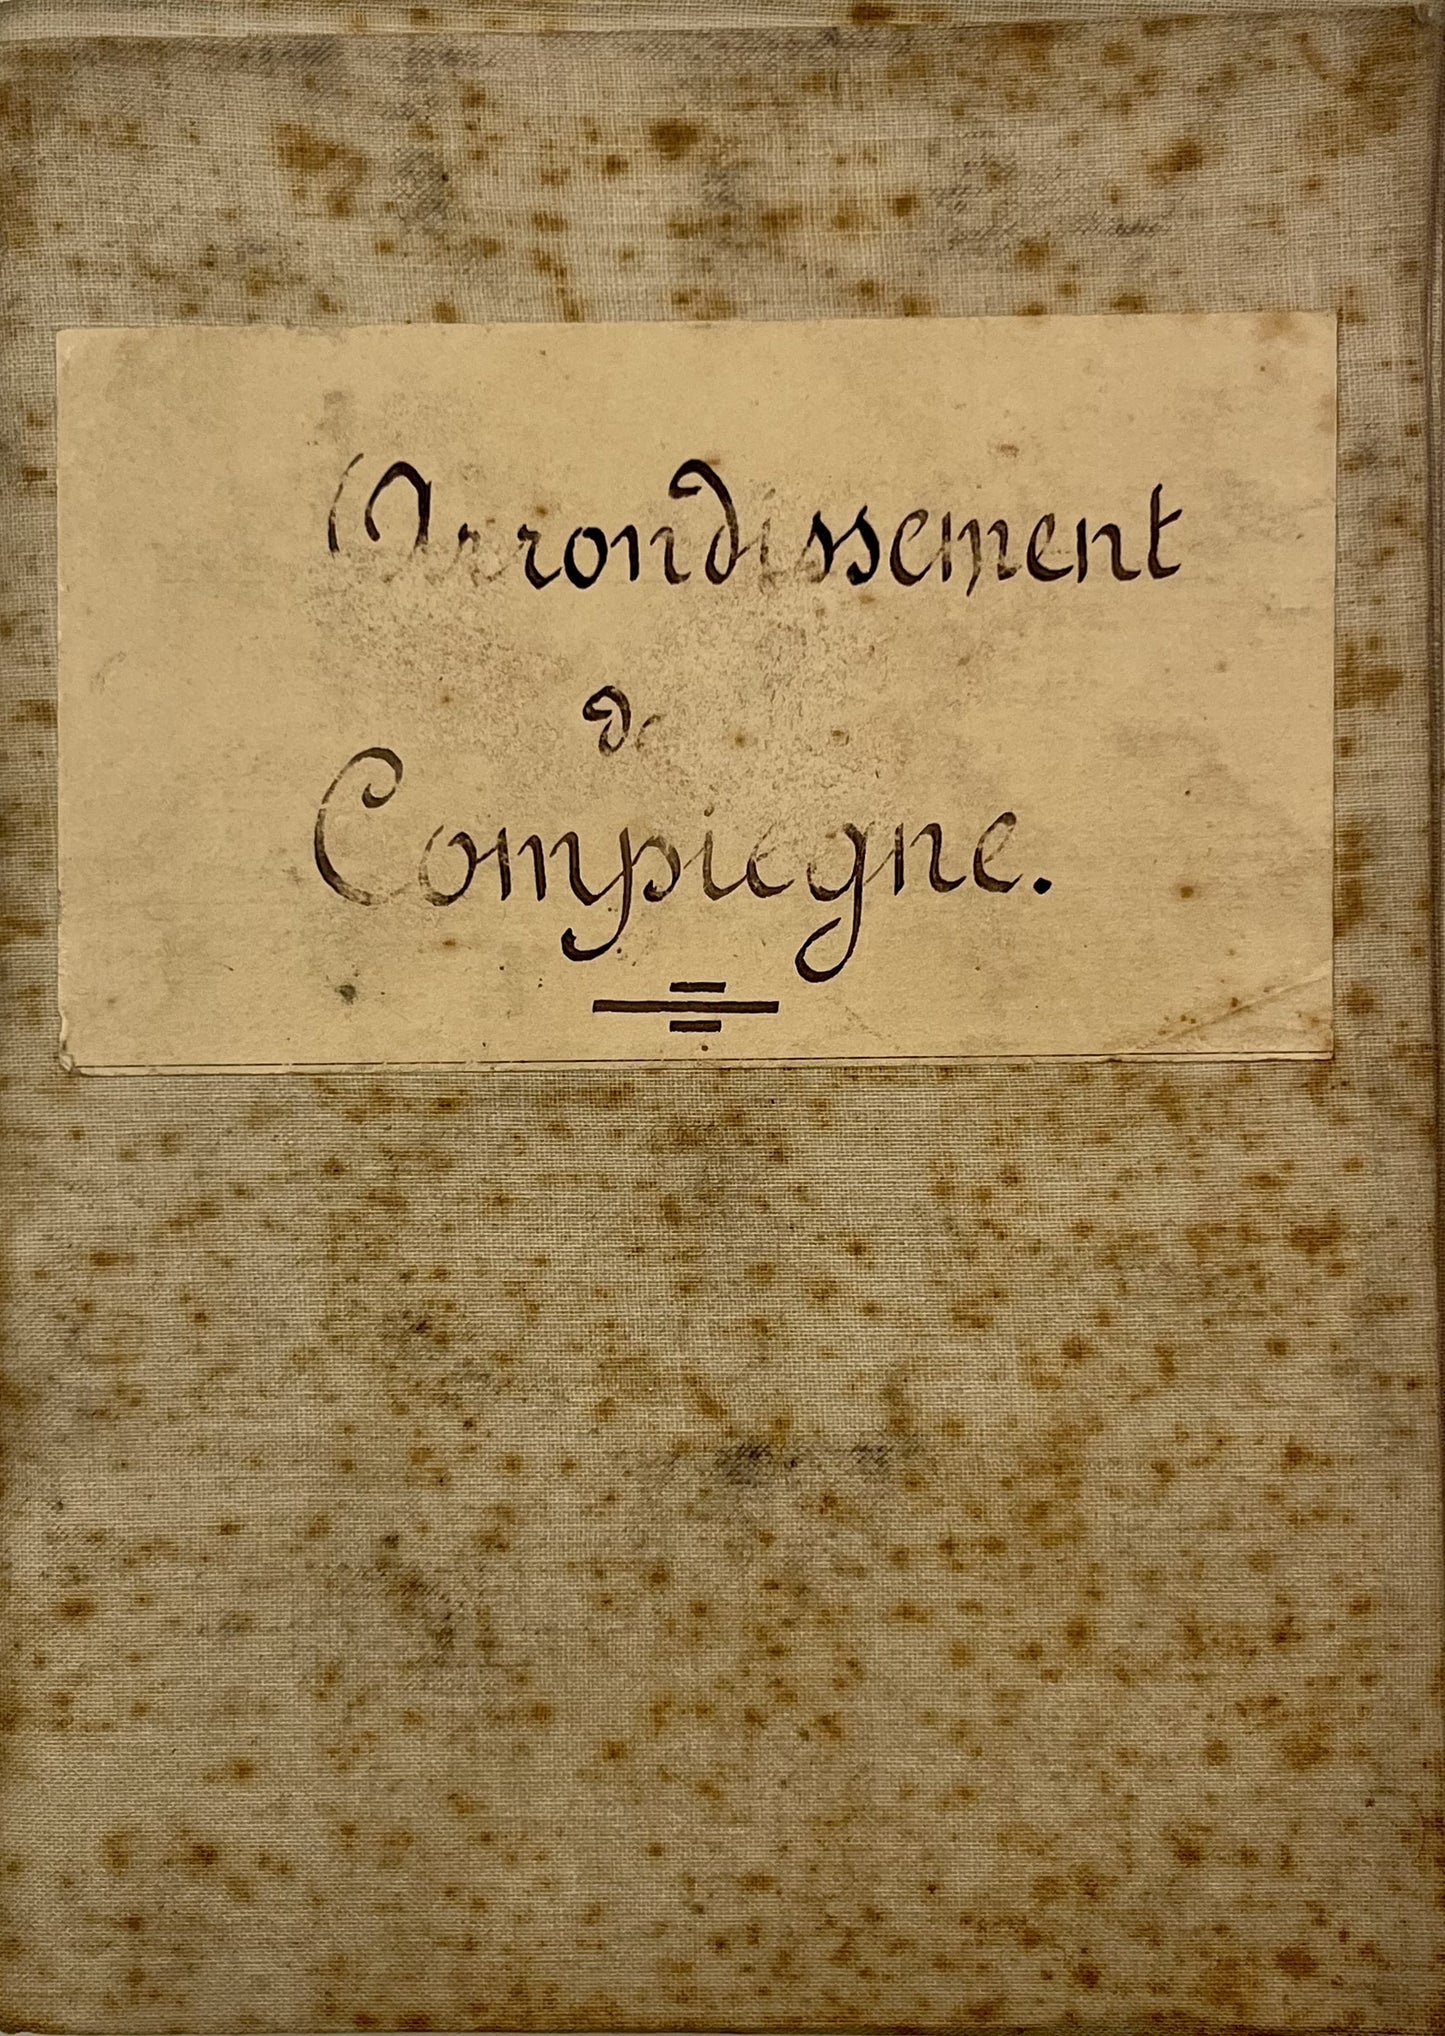 Arrondissement
de
Compiegne.